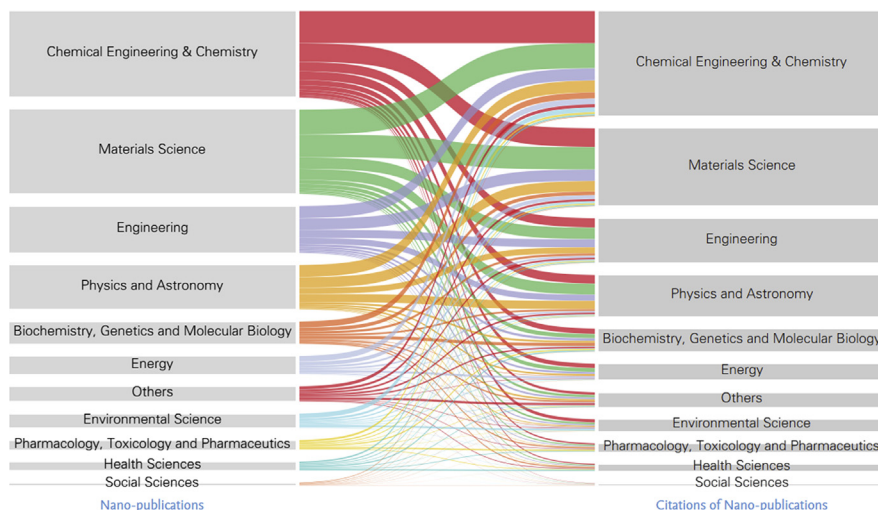 Chemical Engineering & Chemistry
Materials Science
Engineering
Physics and Astronomy
Biochemistry, Genetics and Molecular Biology
Energy
Others
Environmental Science
Pharmacology, Toxicology and Pharmaceutics
Health Sciences
Social Sciences
Nano-publications
Chemical Engineering & Chemistry
Materials Science
Engineering
Physics and Astronomy
Biochemistry, Genetics and Molecular Biology
Energy
Others
Environmental Science
Pharmacology, Toxicology and Pharmaceutics
Health Sciences
Social Sciences
Citations of Nano-publications